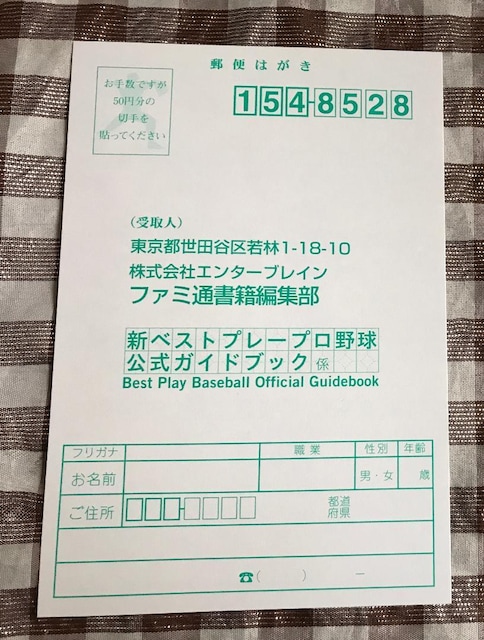 郵便はがき
お手数ですが
50円分の
切手を
貼ってください
154-8528
(受取人)
東京都世田谷区若林1-18-10
株式会社エンターブレイン
ファミ通書籍編集部
新ベストプレープロ野球
公式ガイドブック 係
Best Play Baseball Official Guidebook
フリガナ 職業 性別 年齢
お名前 男・女 歳
ご住所 都道
府県
☎( ) ー